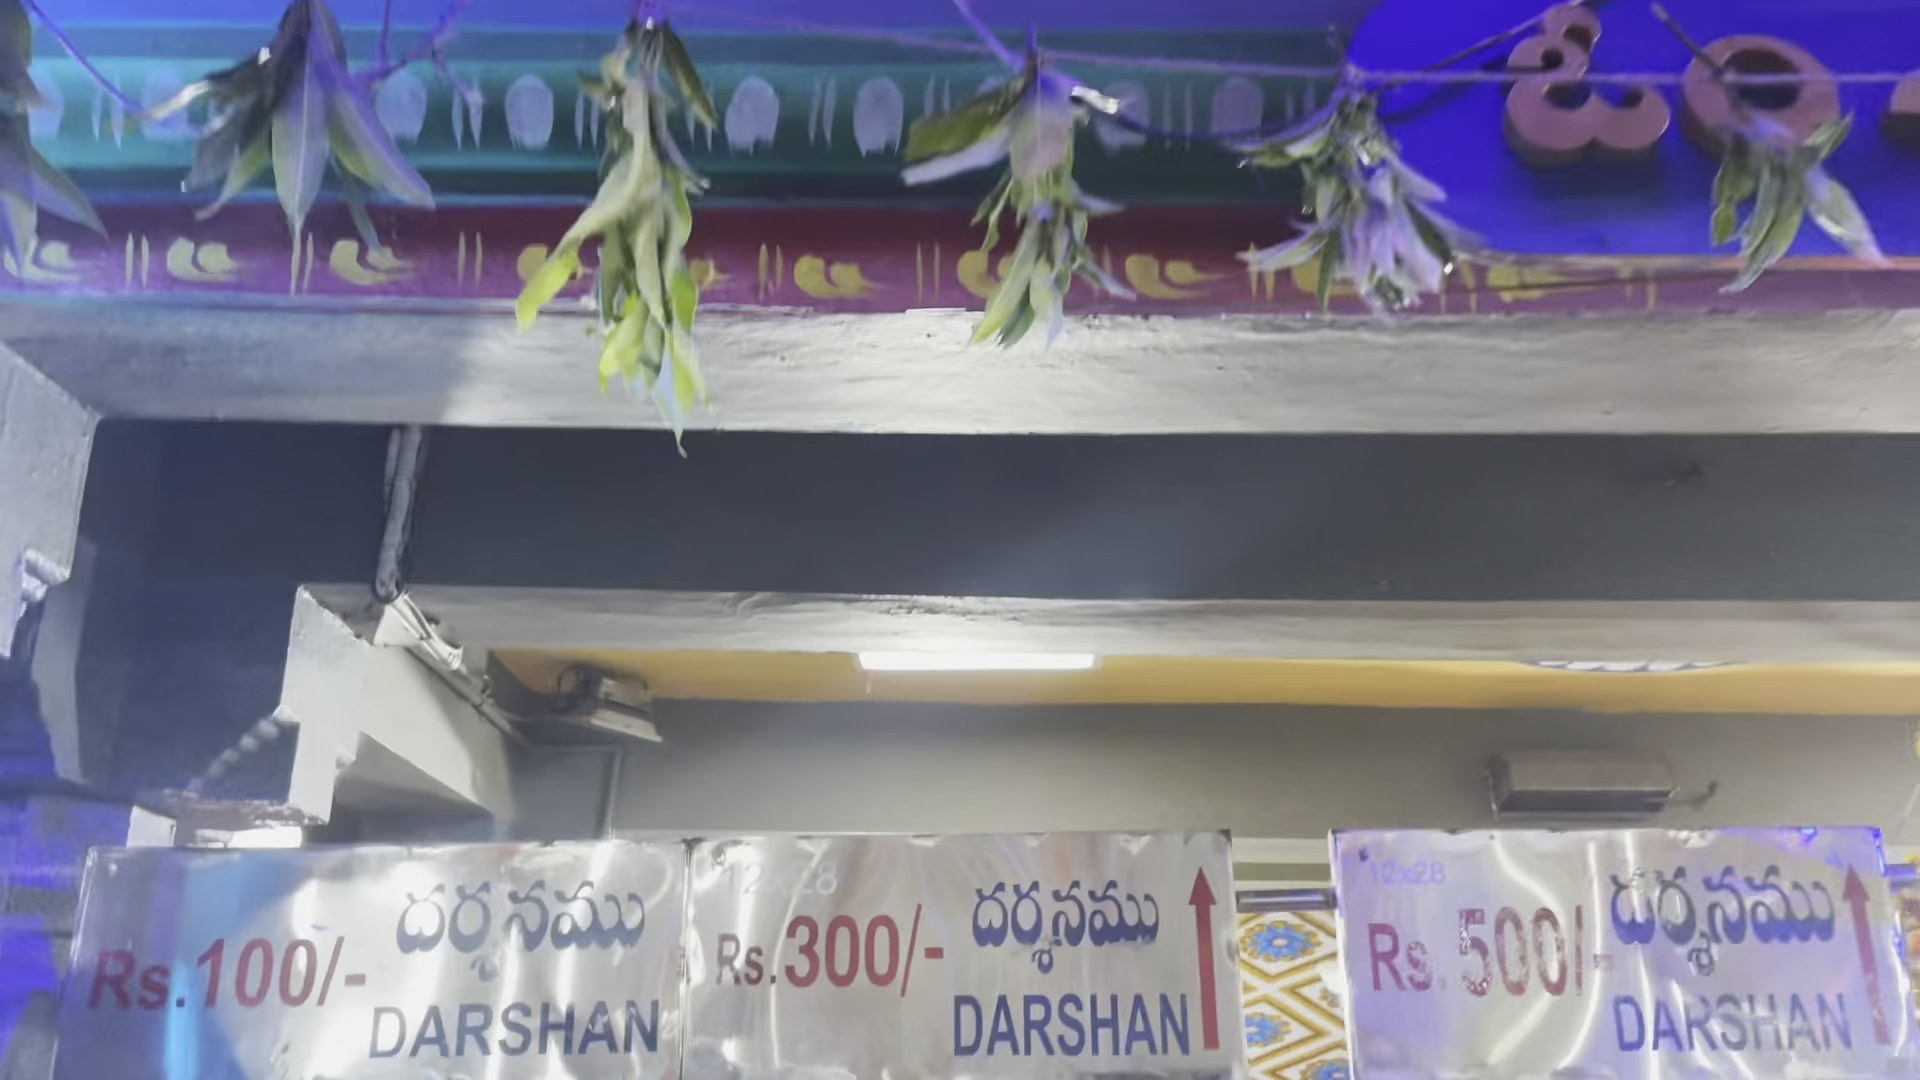 Rs.100/- దర్శనము
DARSHAN
12x28
Rs.300/- దర్శనము
DARSHAN
12x28
Rs.500/- దర్శనము
DARSHAN